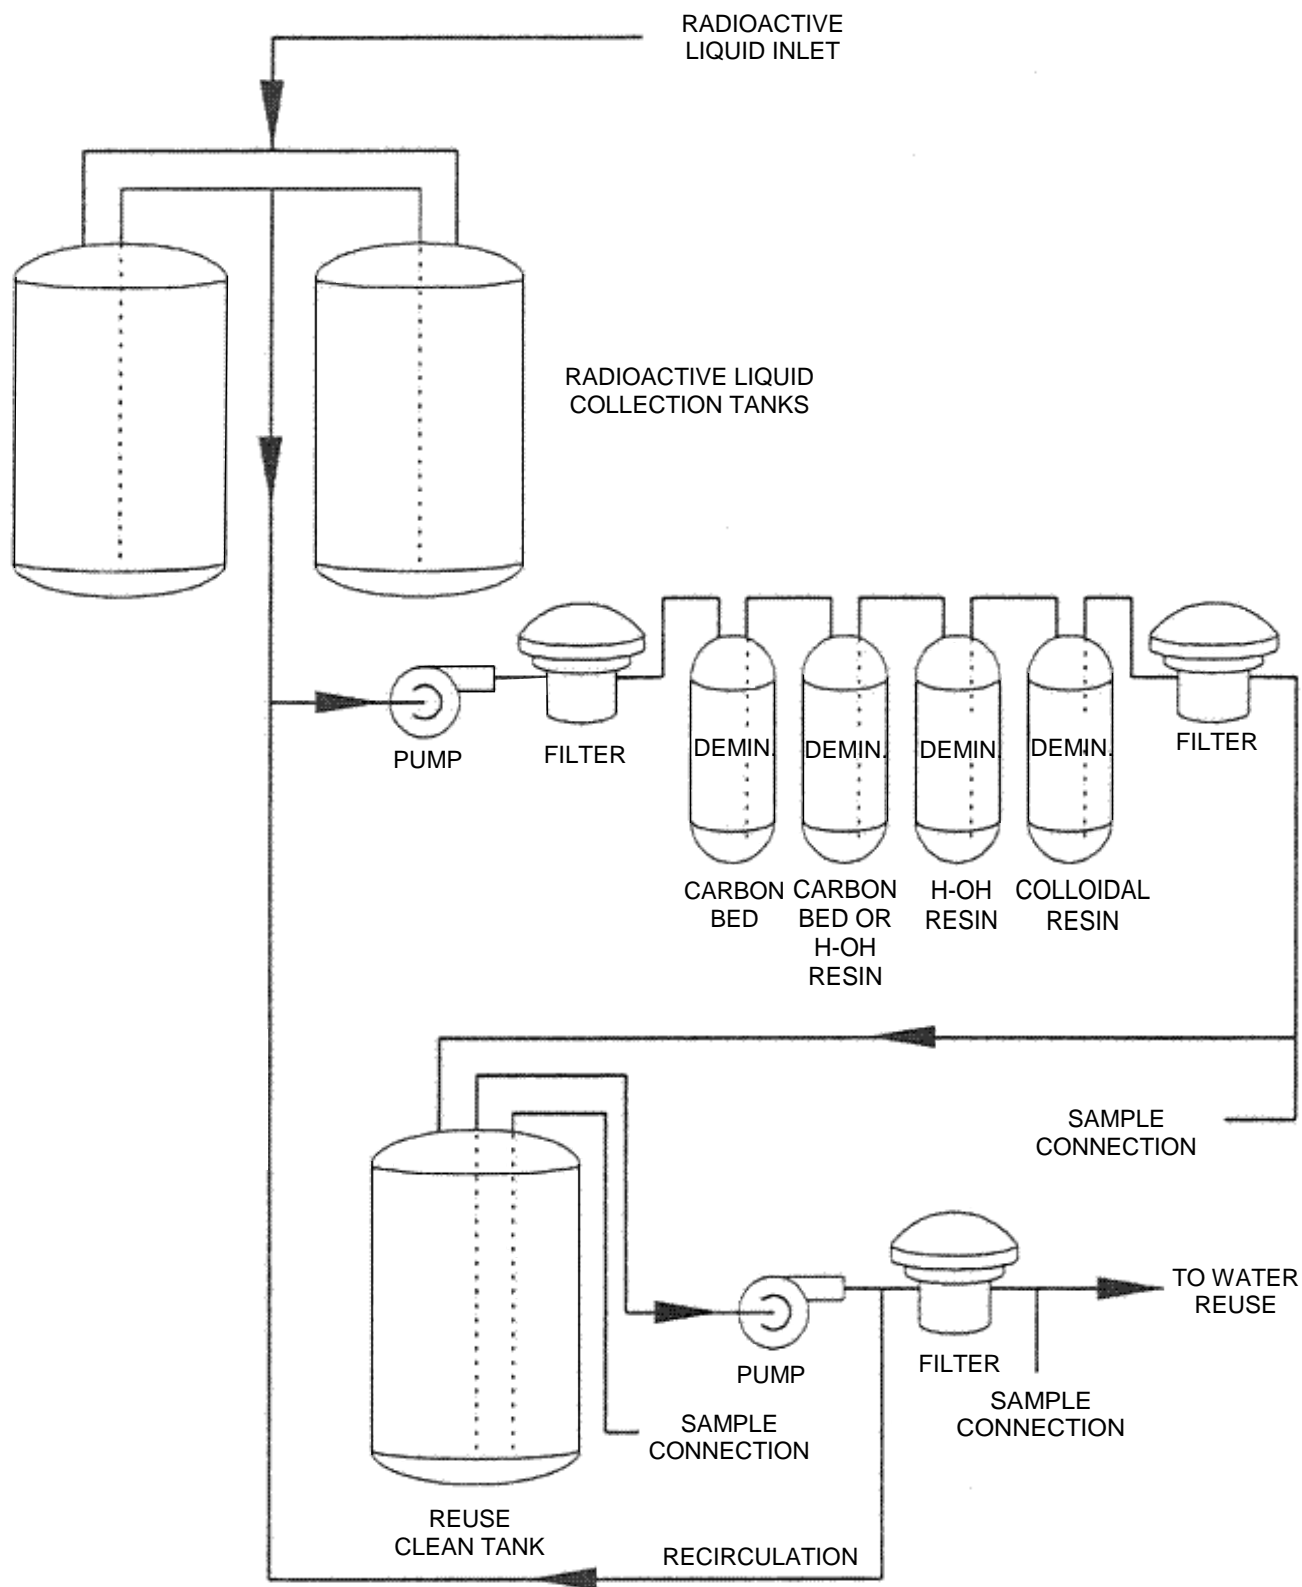 RADIOACTIVE
LIQUID INLET
RADIOACTIVE LIQUID
COLLECTION TANKS
PUMP
FILTER
DEMIN.
DEMIN.
DEMIN.
DEMIN.
FILTER
CARBON
BED
CARBON
BED OR
H-OH
RESIN
H-OH
RESIN
COLLOIDAL
RESIN
SAMPLE
CONNECTION
TO WATER
REUSE
PUMP
FILTER
SAMPLE
CONNECTION
SAMPLE
CONNECTION
REUSE
CLEAN TANK
RECIRCULATION